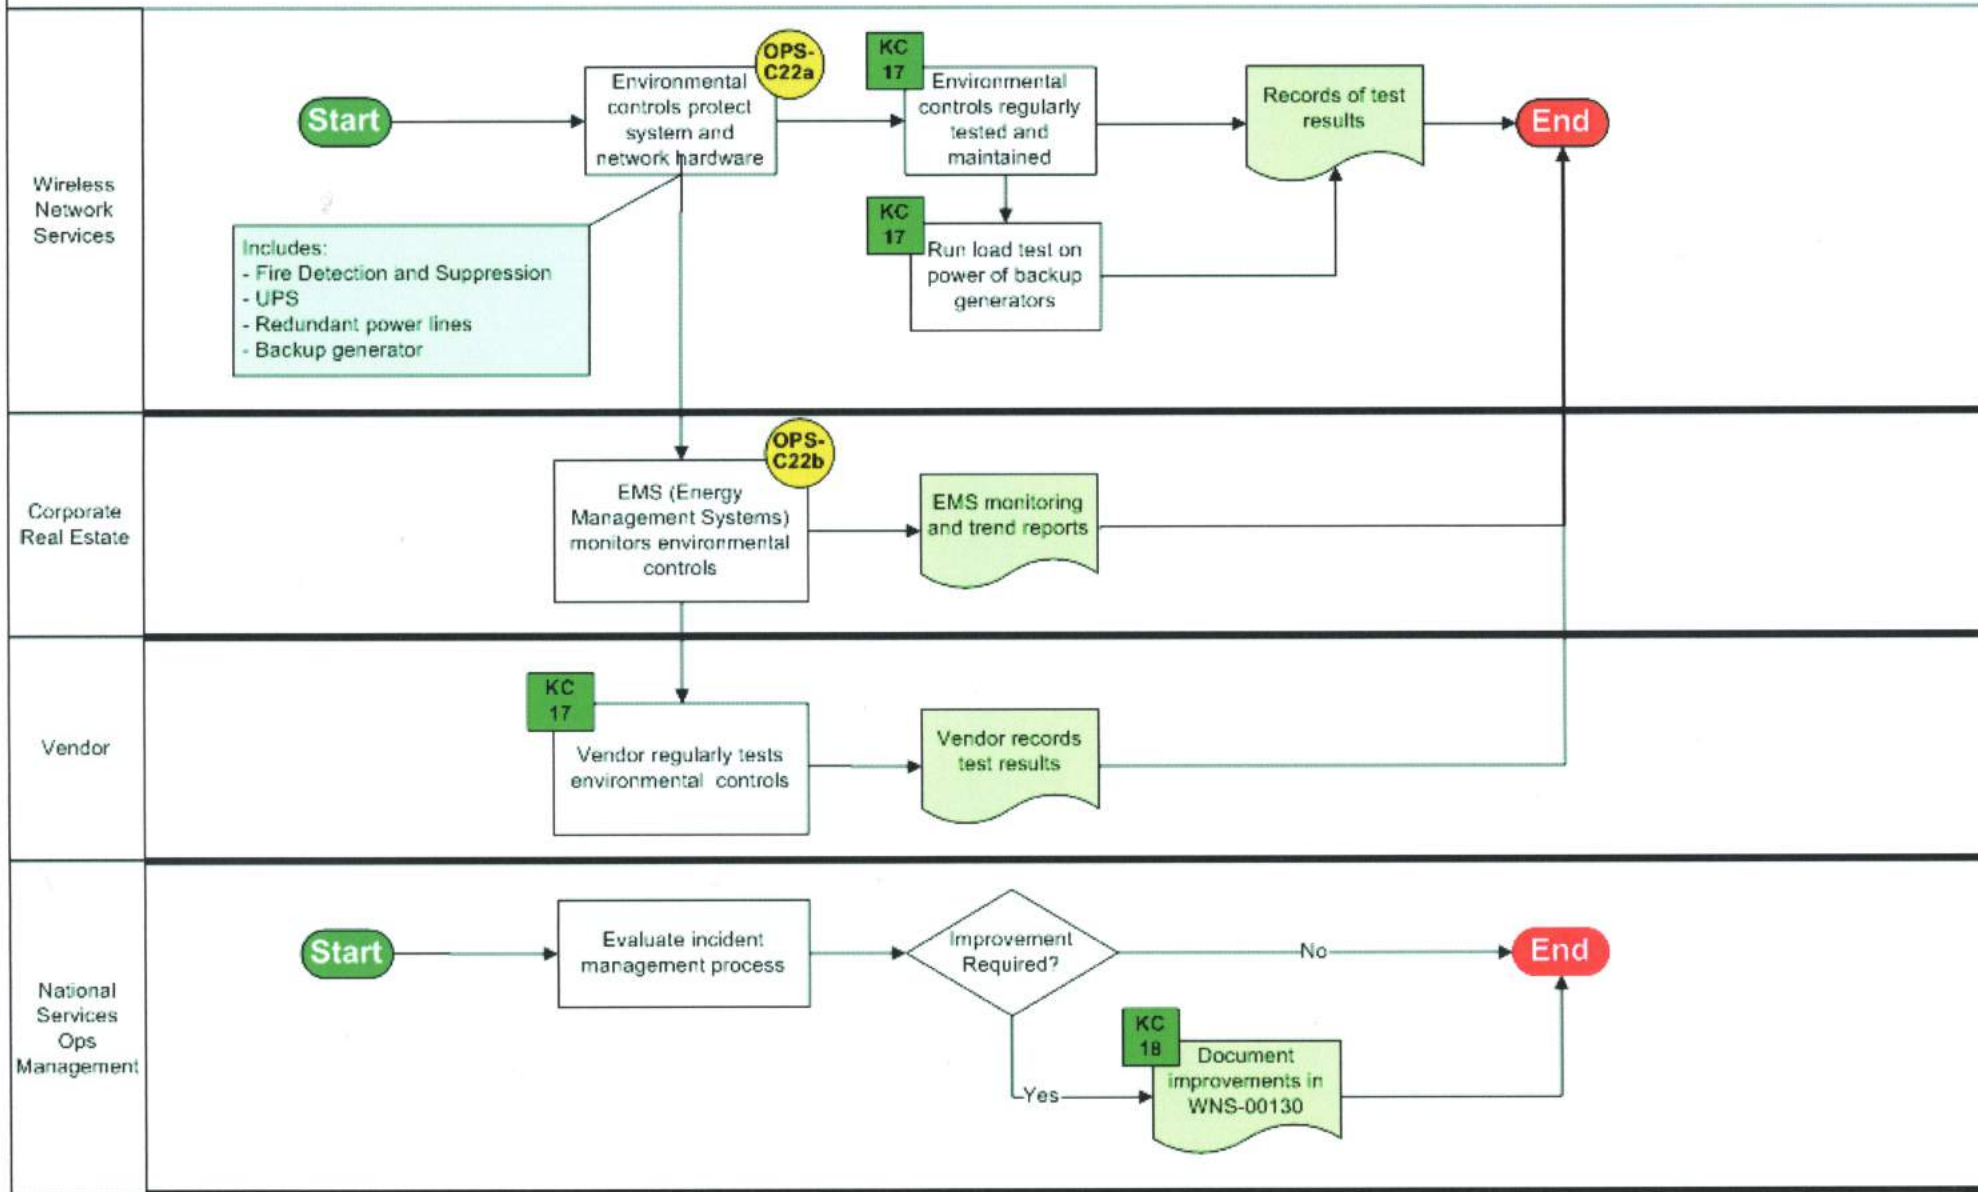 Wireless
Network
Services
Start
Environmental
controls protect
system and
network hardware
OPS-
C22a
KC
17
Environmental
controls regularly
tested and
maintained
Records of test
results
End
Includes:
- Fire Detection and Suppression
- UPS
- Redundant power lines
- Backup generator
KC
17
Run load test on
power of backup
generators
Corporate
Real Estate
OPS-
C22b
EMS (Energy
Management Systems)
monitors environmental
controls
EMS monitoring
and trend reports
Vendor
KC
17
Vendor regularly tests
environmental controls
Vendor records
test results
National
Services
Ops
Management
Start
Evaluate incident
management process
Improvement
Required?
No
End
Yes
KC
18
Document
improvements in
WNS-00130